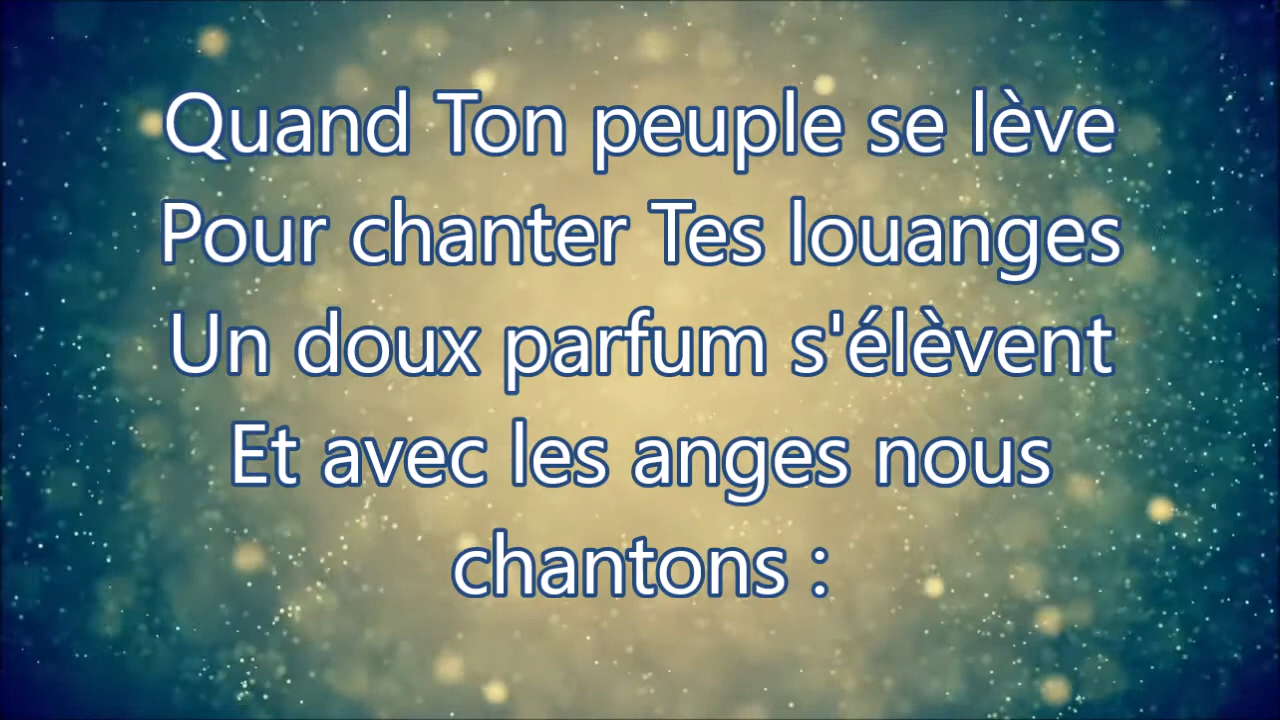 Quand Ton peuple se lève
Pour chanter Tes louanges
Un doux parfum s'élèvent
Et avec les anges nous
chantons :